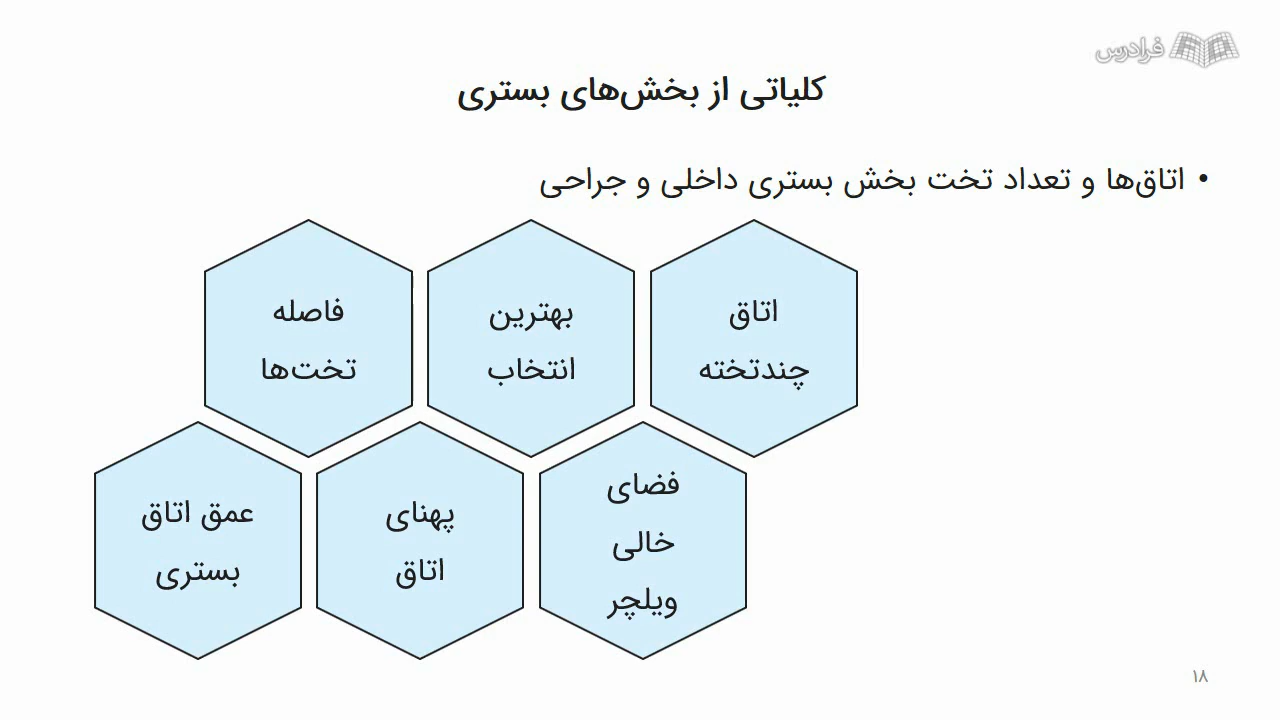 فرادرس
کلیاتی از بخش‌های بستری
• اتاق‌ها و تعداد تخت بخش بستری داخلی و جراحی
اتاق
چندتخته
بهترین
انتخاب
فاصله
تخت‌ها
فضای
خالی
ویلچر
پهنای
اتاق
عمق اتاق
بستری
۱۸